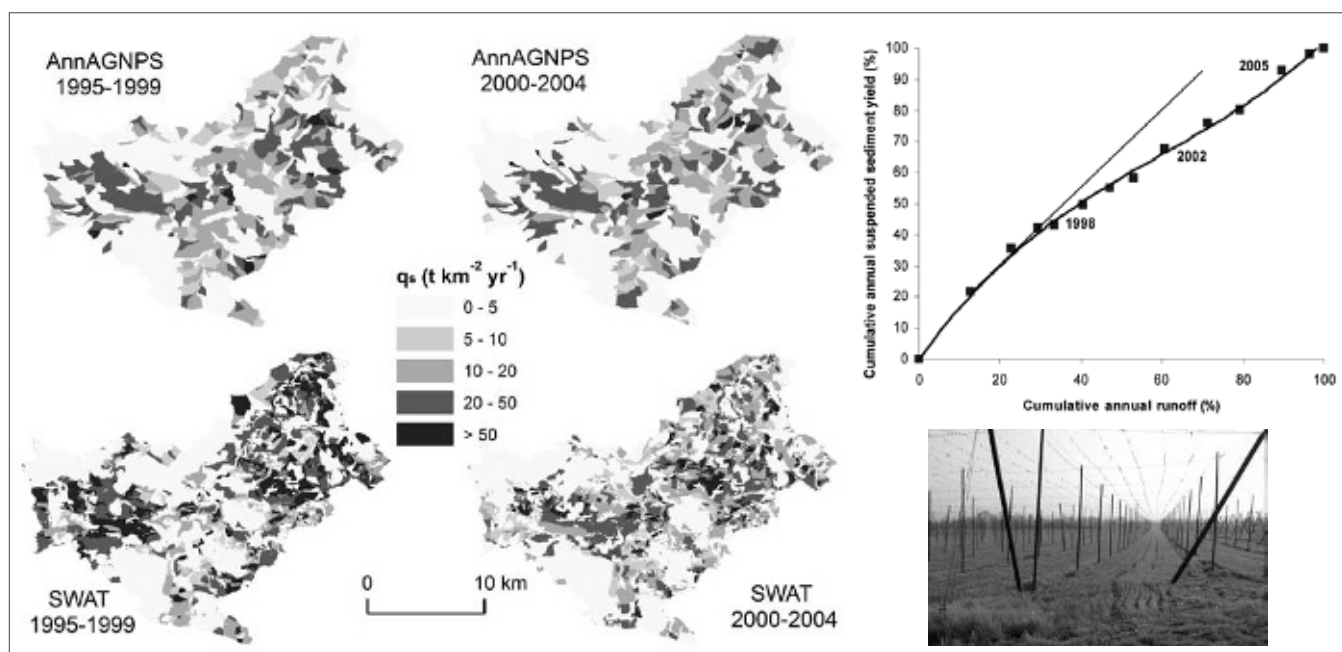 AnnAGNPS
1995-1999
AnnAGNPS
2000-2004
qs (t km-2 yr-1)
0 - 5
5 - 10
10 - 20
20 - 50
> 50
SWAT
1995-1999
0
10 km
SWAT
2000-2004
Cumulative annual suspended sediment yield (%)
100
90
80
70
60
50
40
30
20
10
0
2005
2002
1998
0
20
40
60
80
100
Cumulative annual runoff (%)